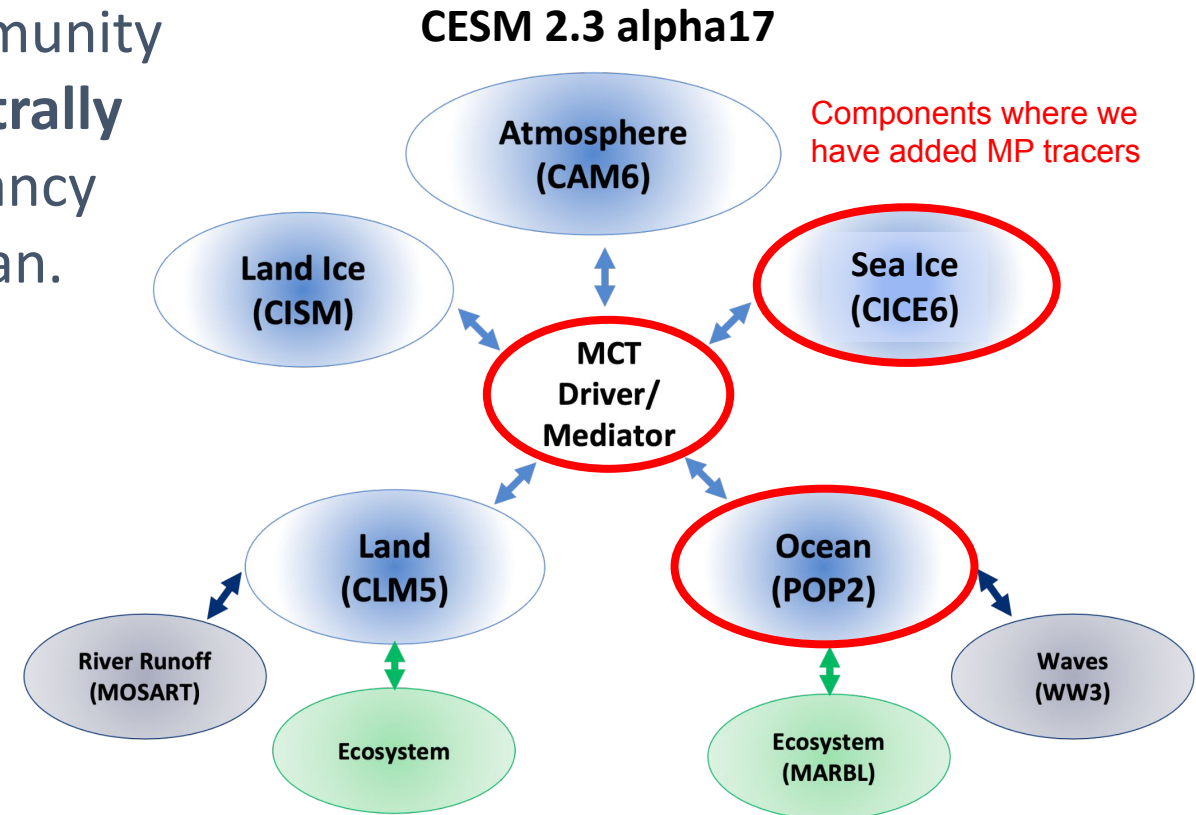 munity
trally
ancy
an.
CESM 2.3 alpha17
Components where we
have added MP tracers
Atmosphere
(CAM6)
Land Ice
(CISM)
Sea Ice
(CICE6)
MCT
Driver/
Mediator
Land
(CLM5)
Ocean
(POP2)
River Runoff
(MOSART)
Waves
(WW3)
Ecosystem
Ecosystem
(MARBL)